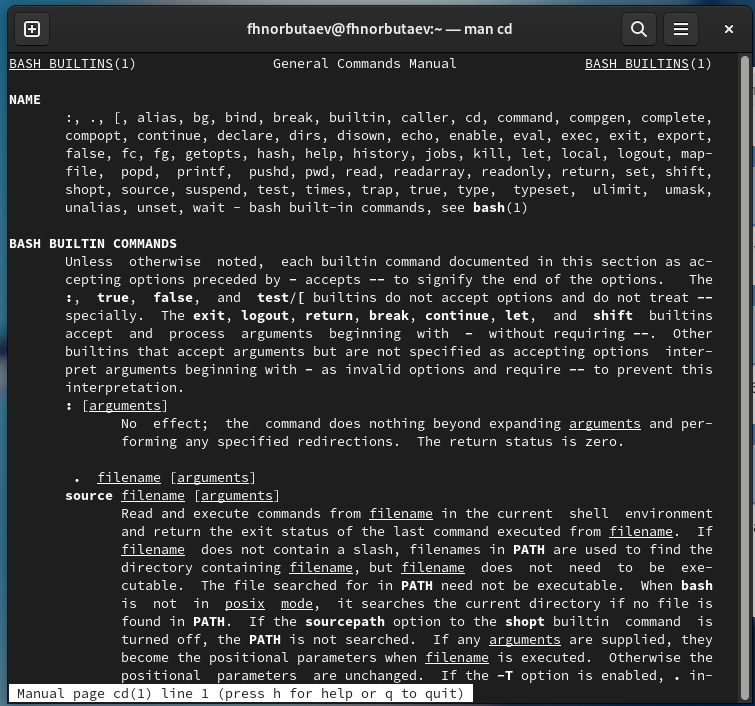 fhnorbutaev@fhnorbutaev:~ — man cd
BASH BUILTINS(1) General Commands Manual BASH BUILTINS(1)
NAME
:, ., [, alias, bg, bind, break, builtin, caller, cd, command, compgen, complete,
compopt, continue, declare, dirs, disown, echo, enable, eval, exec, exit, export,
false, fc, fg, getopts, hash, help, history, jobs, kill, let, local, logout, map-
file, popd, printf, pushd, pwd, read, readarray, readonly, return, set, shift,
shopt, source, suspend, test, times, trap, true, type, typeset, ulimit, umask,
unalias, unset, wait - bash built-in commands, see bash(1)
BASH BUILTIN COMMANDS
Unless otherwise noted, each builtin command documented in this section as ac-
cepting options preceded by - accepts -- to signify the end of the options. The
:, true, false, and test/[ builtins do not accept options and do not treat --
specially. The exit, logout, return, break, continue, let, and shift builtins
accept and process arguments beginning with - without requiring --. Other
builtins that accept arguments but are not specified as accepting options inter-
pret arguments beginning with - as invalid options and require -- to prevent this
interpretation.
: [arguments]
No effect; the command does nothing beyond expanding arguments and per-
forming any specified redirections. The return status is zero.
. filename [arguments]
source filename [arguments]
Read and execute commands from filename in the current shell environment
and return the exit status of the last command executed from filename. If
filename does not contain a slash, filenames in PATH are used to find the
directory containing filename, but filename does not need to be exe-
cutable. The file searched for in PATH need not be executable. When bash
is not in posix mode, it searches the current directory if no file is
found in PATH. If the sourcepath option to the shopt builtin command is
turned off, the PATH is not searched. If any arguments are supplied, they
become the positional parameters when filename is executed. Otherwise the
positional parameters are unchanged. If the -T option is enabled, . in-
Manual page cd(1) line 1 (press h for help or q to quit)